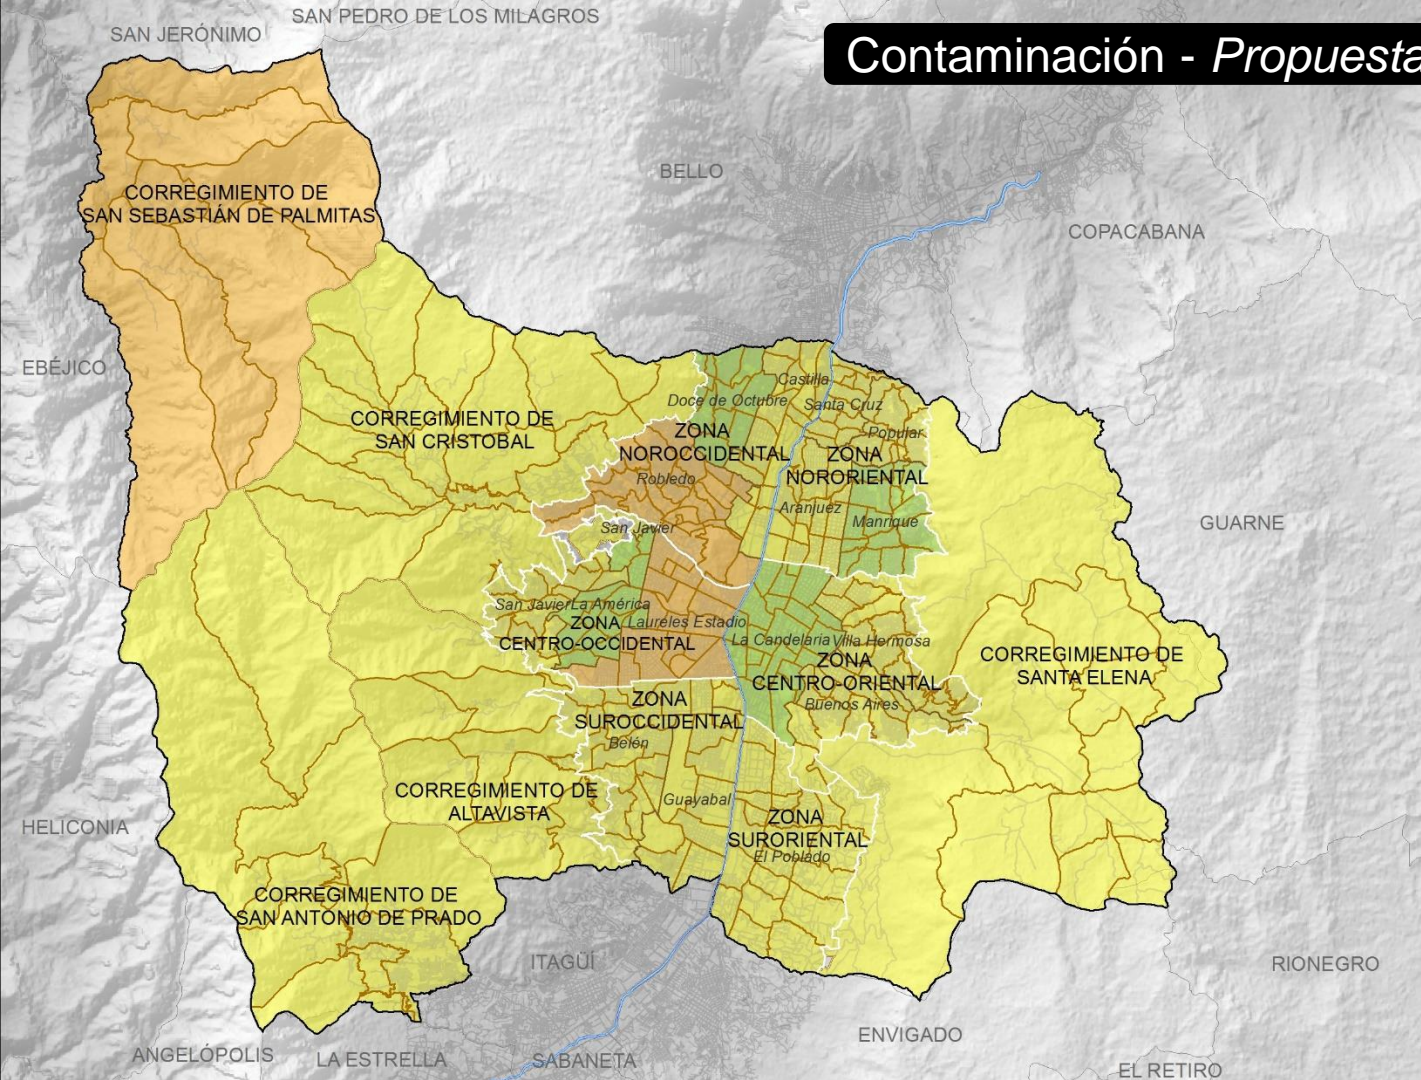 SAN PEDRO DE LOS MILAGROS
SAN JERÓNIMO
Contaminación - Propuesta
BELLO
CORREGIMIENTO DE
SAN SEBASTIÁN DE PALMITAS
COPACABANA
EBÉJICO
Castilla
Doce de Octubre
Santa Cruz
CORREGIMIENTO DE
SAN CRISTOBAL
ZONA
NOROCCIDENTAL
Popular
ZONA
NORORIENTAL
Robledo
Aranjuez
Manrique
GUARNE
San Javier
San Javier
La América
Laureles Estadio
ZONA
CENTRO-OCCIDENTAL
La Candelaria
Villa Hermosa
ZONA
CENTRO-ORIENTAL
CORREGIMIENTO DE
SANTA ELENA
Buenos Aires
ZONA
SUROCCIDENTAL
Belén
CORREGIMIENTO DE
ALTAVISTA
Guayabal
ZONA
SURORIENTAL
El Poblado
HELICONIA
CORREGIMIENTO DE
SAN ANTONIO DE PRADO
ITAGÜÍ
RIONEGRO
ENVIGADO
ANGELÓPOLIS
LA ESTRELLA
SABANETA
EL RETIRO